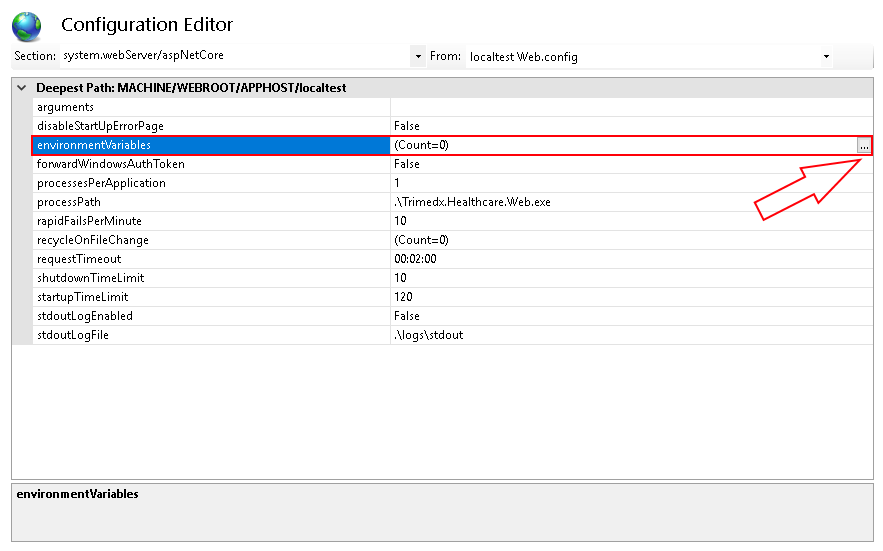 Configuration Editor
Section: system.webServer/aspNetCore From: localtest Web.config
Deepest Path: MACHINE/WEBROOT/APPHOST/localtest
arguments
disableStartUpErrorPage False
environmentVariables (Count=0) ...
forwardWindowsAuthToken False
processesPerApplication 1
processPath .\Trimedx.Healthcare.Web.exe
rapidFailsPerMinute 10
recycleOnFileChange (Count=0)
requestTimeout 00:02:00
shutdownTimeLimit 10
startupTimeLimit 120
stdoutLogEnabled False
stdoutLogFile .\logs\stdout
environmentVariables